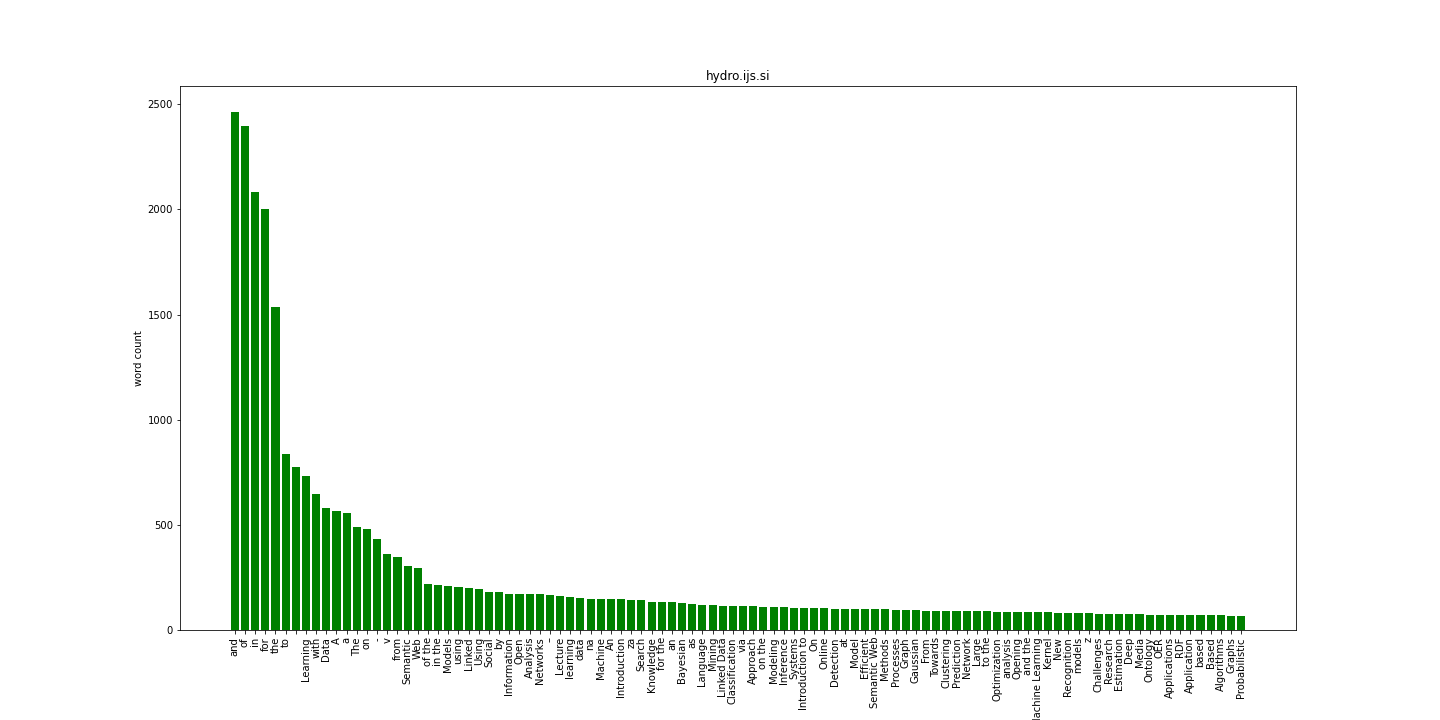 hydro.ijs.si
word count
2500
2000
1500
1000
500
0
and
of
in
for
the
to
Learning
with
Data
A
a
The
on
-
v
from
Semantic
Web
of the
in the
Models
using
Linked
Using
Social
by
Information
Open
Analysis
Networks
-
Lecture
learning
data
na
Machine
An
Introduction
za
Search
Knowledge
for the
an
Bayesian
as
Language
Mining
Linked Data
Classification
via
Approach
on the
Modeling
Inference
Systems
Introduction to
On
Online
Detection
at
Model
Efficient
Semantic Web
Methods
Processes
Graph
Gaussian
From
Towards
Clustering
Prediction
Network
Large
to the
Optimization
analysis
Opening
and the
achine Learning
Kernel
New
Recognition
models
z
Challenges
Research
Estimation
Deep
Media
Ontology
OER
Applications
RDF
Application
based
Based
Algorithms
Graphs
Probabilistic